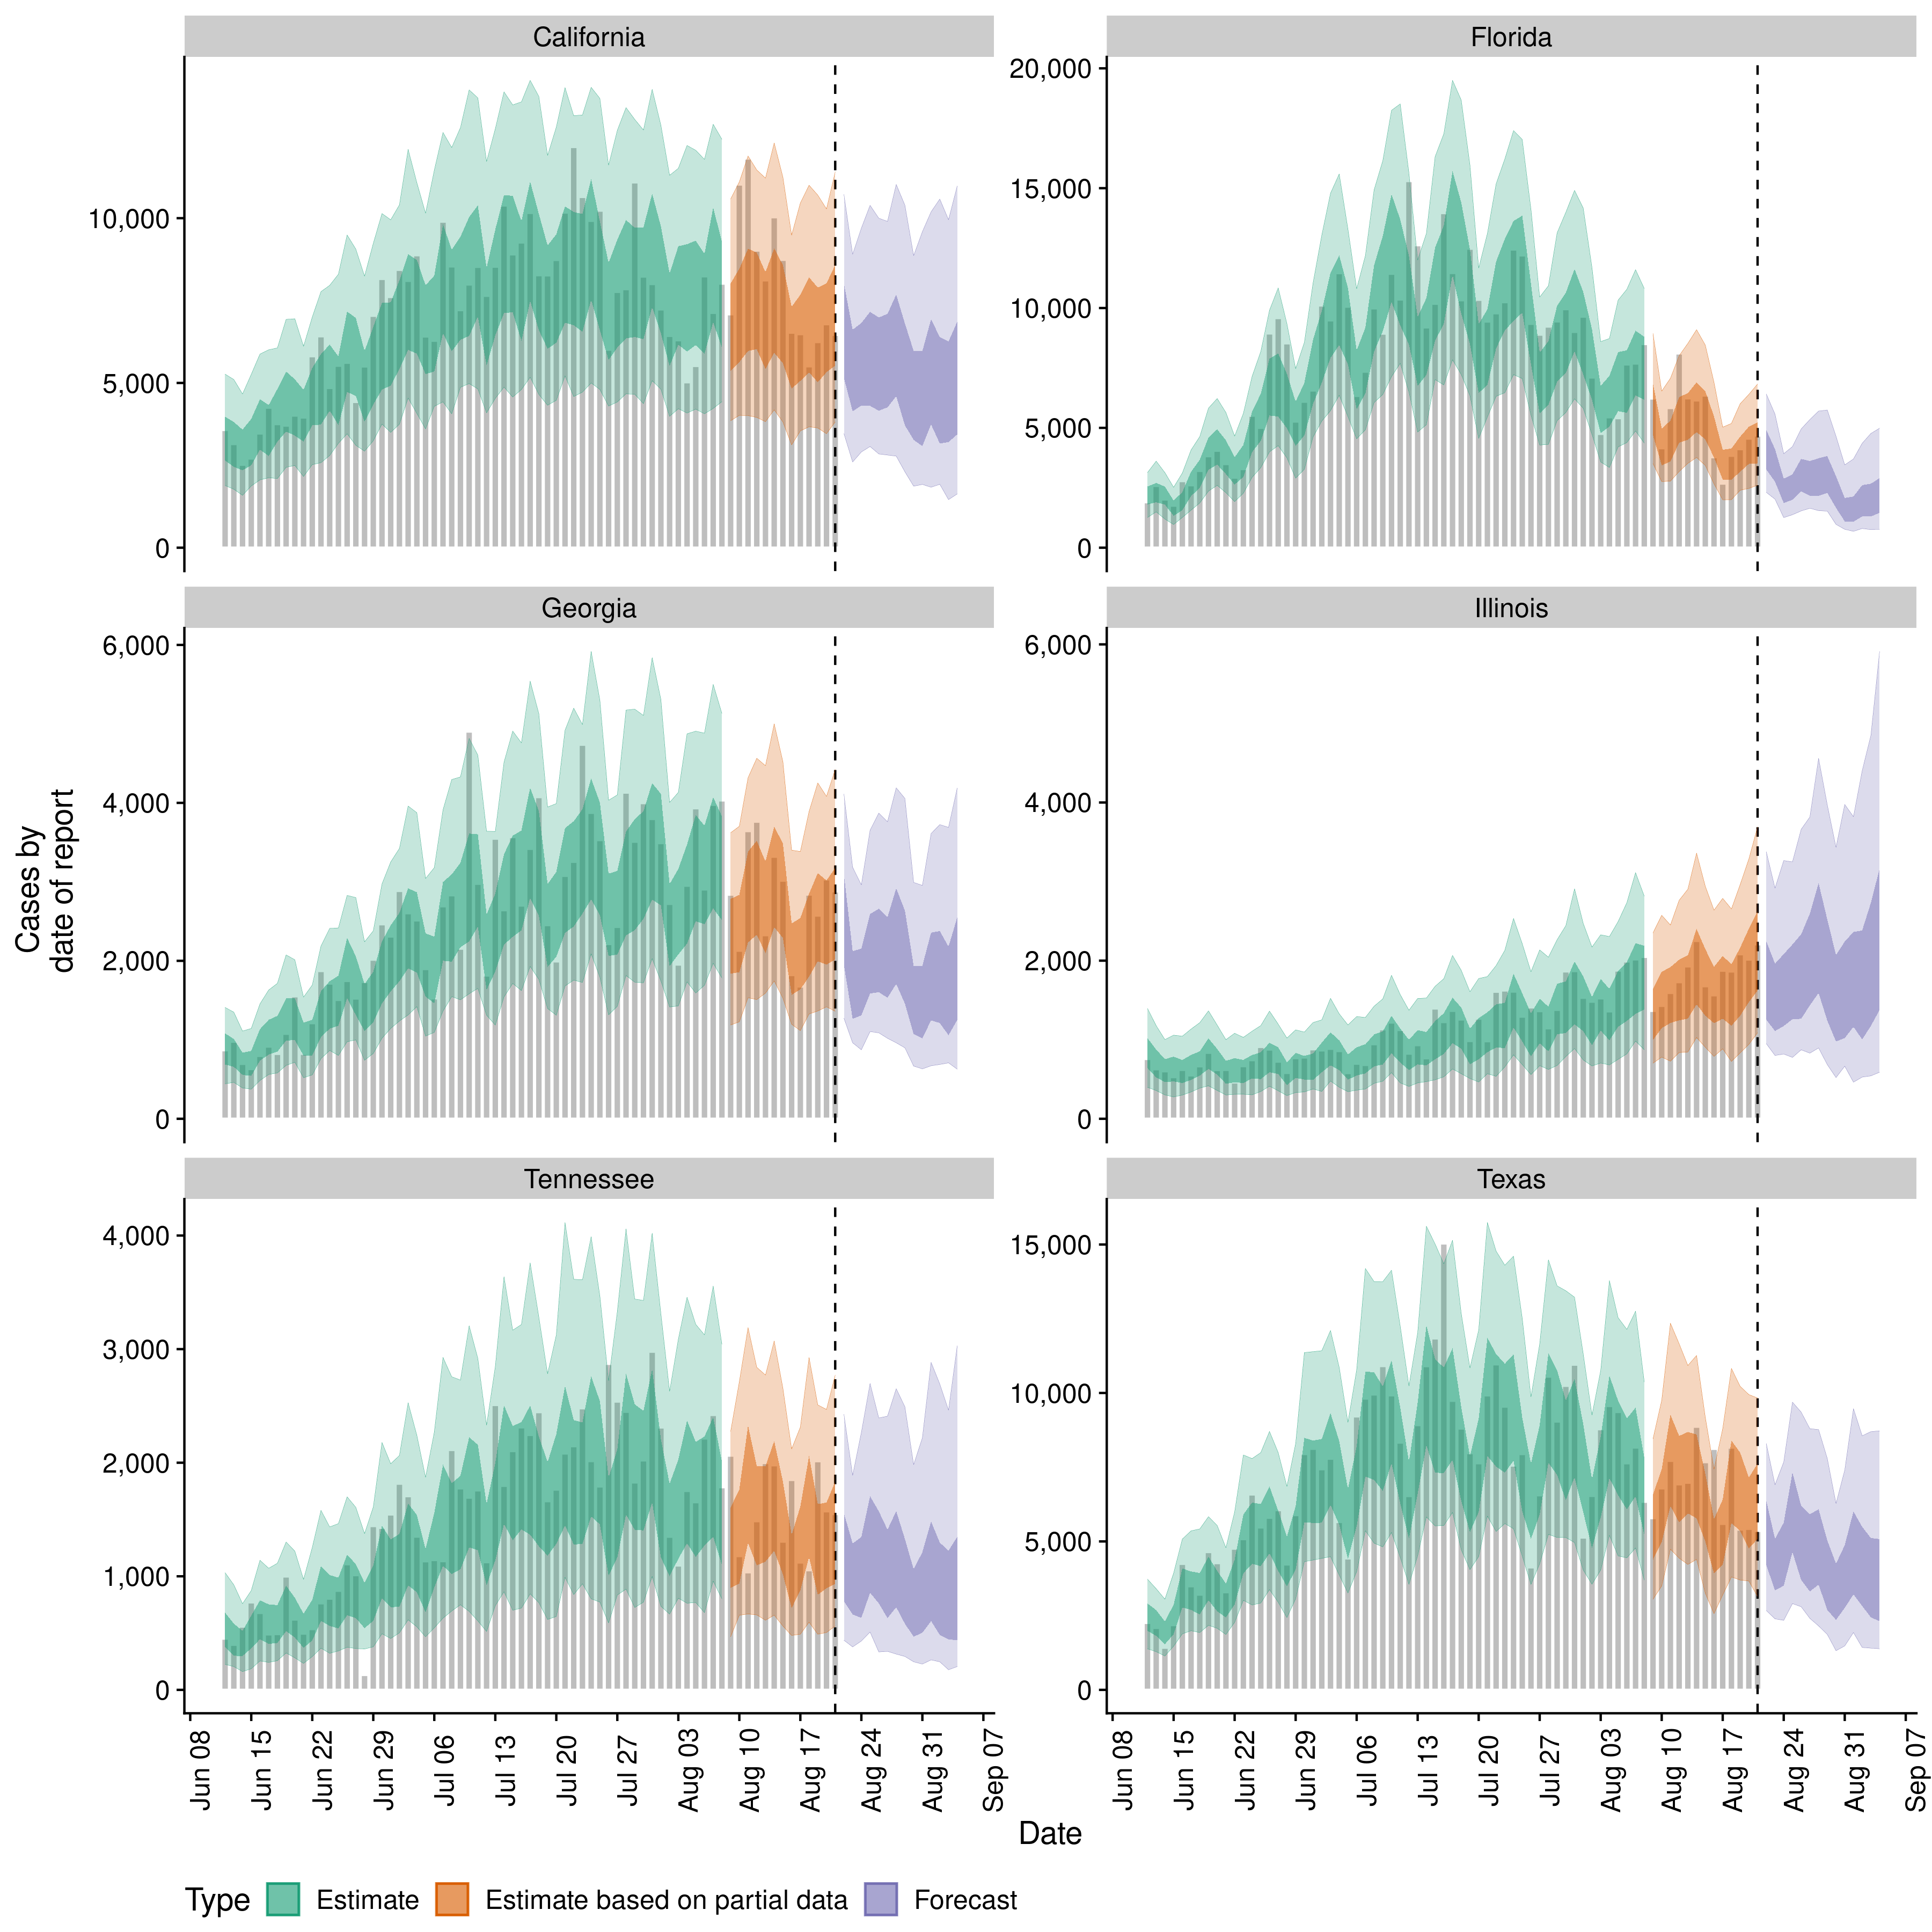 California
Florida
10,000
5,000
0
20,000
15,000
10,000
5,000
0
Georgia
Illinois
6,000
4,000
2,000
0
6,000
4,000
2,000
0
Tennessee
Texas
4,000
3,000
2,000
1,000
0
15,000
10,000
5,000
0
Cases by
date of report
Jun 08
Jun 15
Jun 22
Jun 29
Jul 06
Jul 13
Jul 20
Jul 27
Aug 03
Aug 10
Aug 17
Aug 24
Aug 31
Sep 07
Jun 08
Jun 15
Jun 22
Jun 29
Jul 06
Jul 13
Jul 20
Jul 27
Aug 03
Aug 10
Aug 17
Aug 24
Aug 31
Sep 07
Date
Type Estimate Estimate based on partial data Forecast